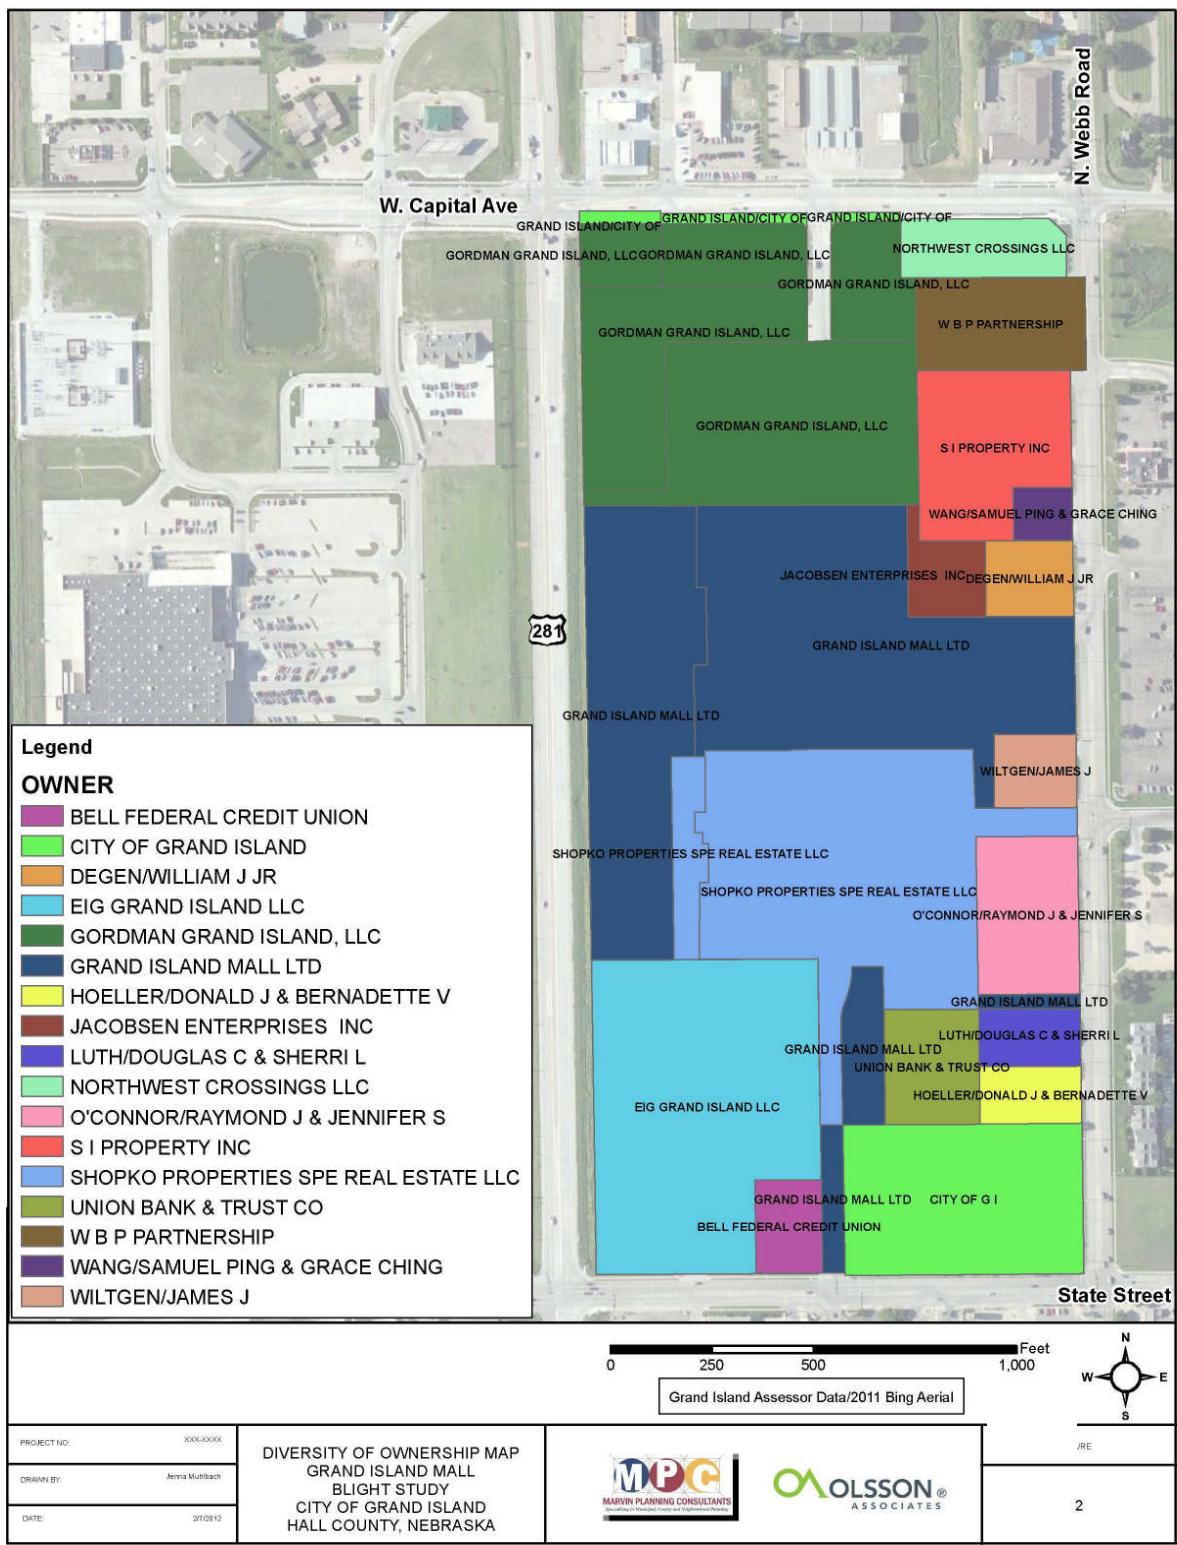 N. Webb Road
W. Capital Ave
GRAND ISLAND/CITY OF
GRAND ISLAND/CITY OF
GRAND ISLAND/CITY OF
GORDMAN GRAND ISLAND, LLC
GORDMAN GRAND ISLAND, LLC
NORTHWEST CROSSINGS LLC
GORDMAN GRAND ISLAND, LLC
GORDMAN GRAND ISLAND, LLC
W B P PARTNERSHIP
GORDMAN GRAND ISLAND, LLC
S I PROPERTY INC
WANG/SAMUEL PING & GRACE CHING
JACOBSEN ENTERPRISES  INC
DEGEN/WILLIAM J JR
281
GRAND ISLAND MALL LTD
GRAND ISLAND MALL LTD
WILTGEN/JAMES J
SHOPKO PROPERTIES SPE REAL ESTATE LLC
SHOPKO PROPERTIES SPE REAL ESTATE LLC
O'CONNOR/RAYMOND J & JENNIFER S
GRAND ISLAND MALL LTD
LUTH/DOUGLAS C & SHERRI L
GRAND ISLAND MALL LTD
UNION BANK & TRUST CO
HOELLER/DONALD J & BERNADETTE V
EIG GRAND ISLAND LLC
GRAND ISLAND MALL LTD
CITY OF G I
BELL FEDERAL CREDIT UNION
State Street
Legend
OWNER
BELL FEDERAL CREDIT UNION
CITY OF GRAND ISLAND
DEGEN/WILLIAM J JR
EIG GRAND ISLAND LLC
GORDMAN GRAND ISLAND, LLC
GRAND ISLAND MALL LTD
HOELLER/DONALD J & BERNADETTE V
JACOBSEN ENTERPRISES  INC
LUTH/DOUGLAS C & SHERRI L
NORTHWEST CROSSINGS LLC
O'CONNOR/RAYMOND J & JENNIFER S
S I PROPERTY INC
SHOPKO PROPERTIES SPE REAL ESTATE LLC
UNION BANK & TRUST CO
W B P PARTNERSHIP
WANG/SAMUEL PING & GRACE CHING
WILTGEN/JAMES J
Feet
0 250 500 1,000
Grand Island Assessor Data/2011 Bing Aerial
N
W E
S
PROJECT NO: XXX-XXXX
DRAWN BY: Jenna Muhlbach
DATE: 2/7/2012
DIVERSITY OF OWNERSHIP MAP
GRAND ISLAND MALL
BLIGHT STUDY
CITY OF GRAND ISLAND
HALL COUNTY, NEBRASKA
MPC
MARVIN PLANNING CONSULTANTS
OLSSON ®
ASSOCIATES
/RE
2